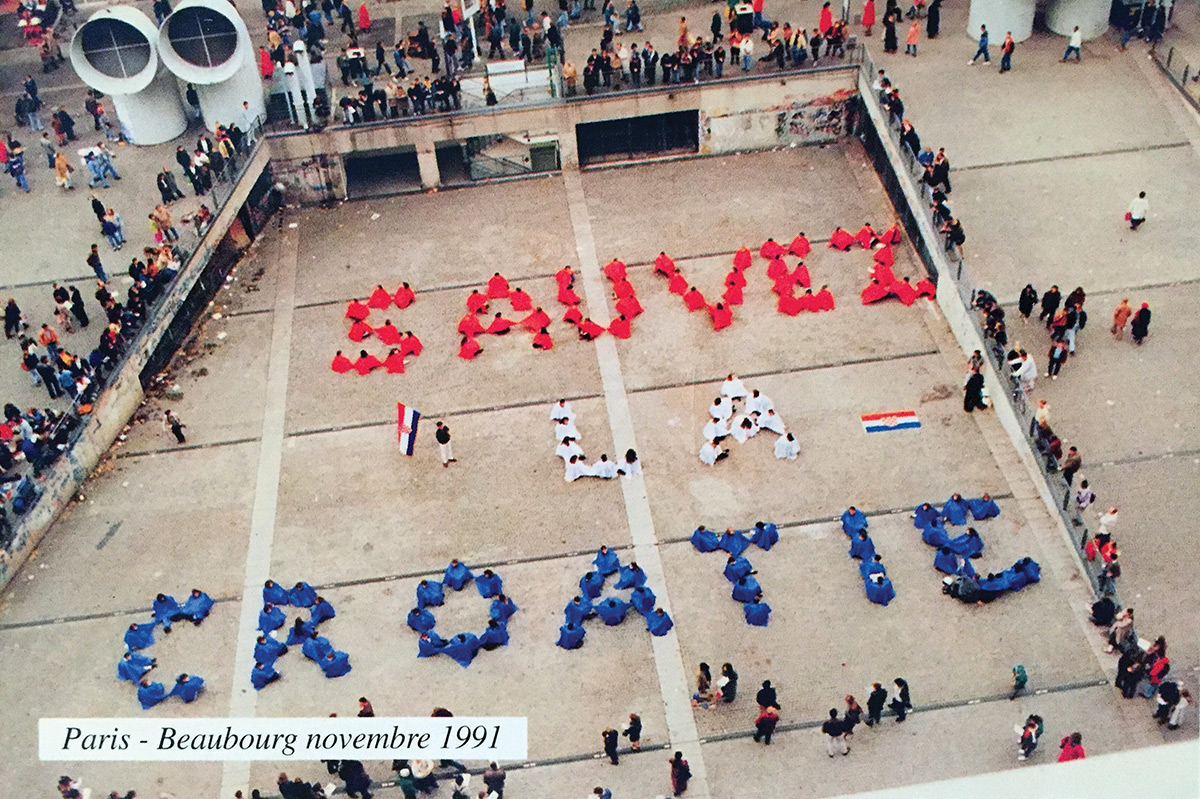 SAUVEZ
LA
CROATIE
Paris - Beaubourg novembre 1991